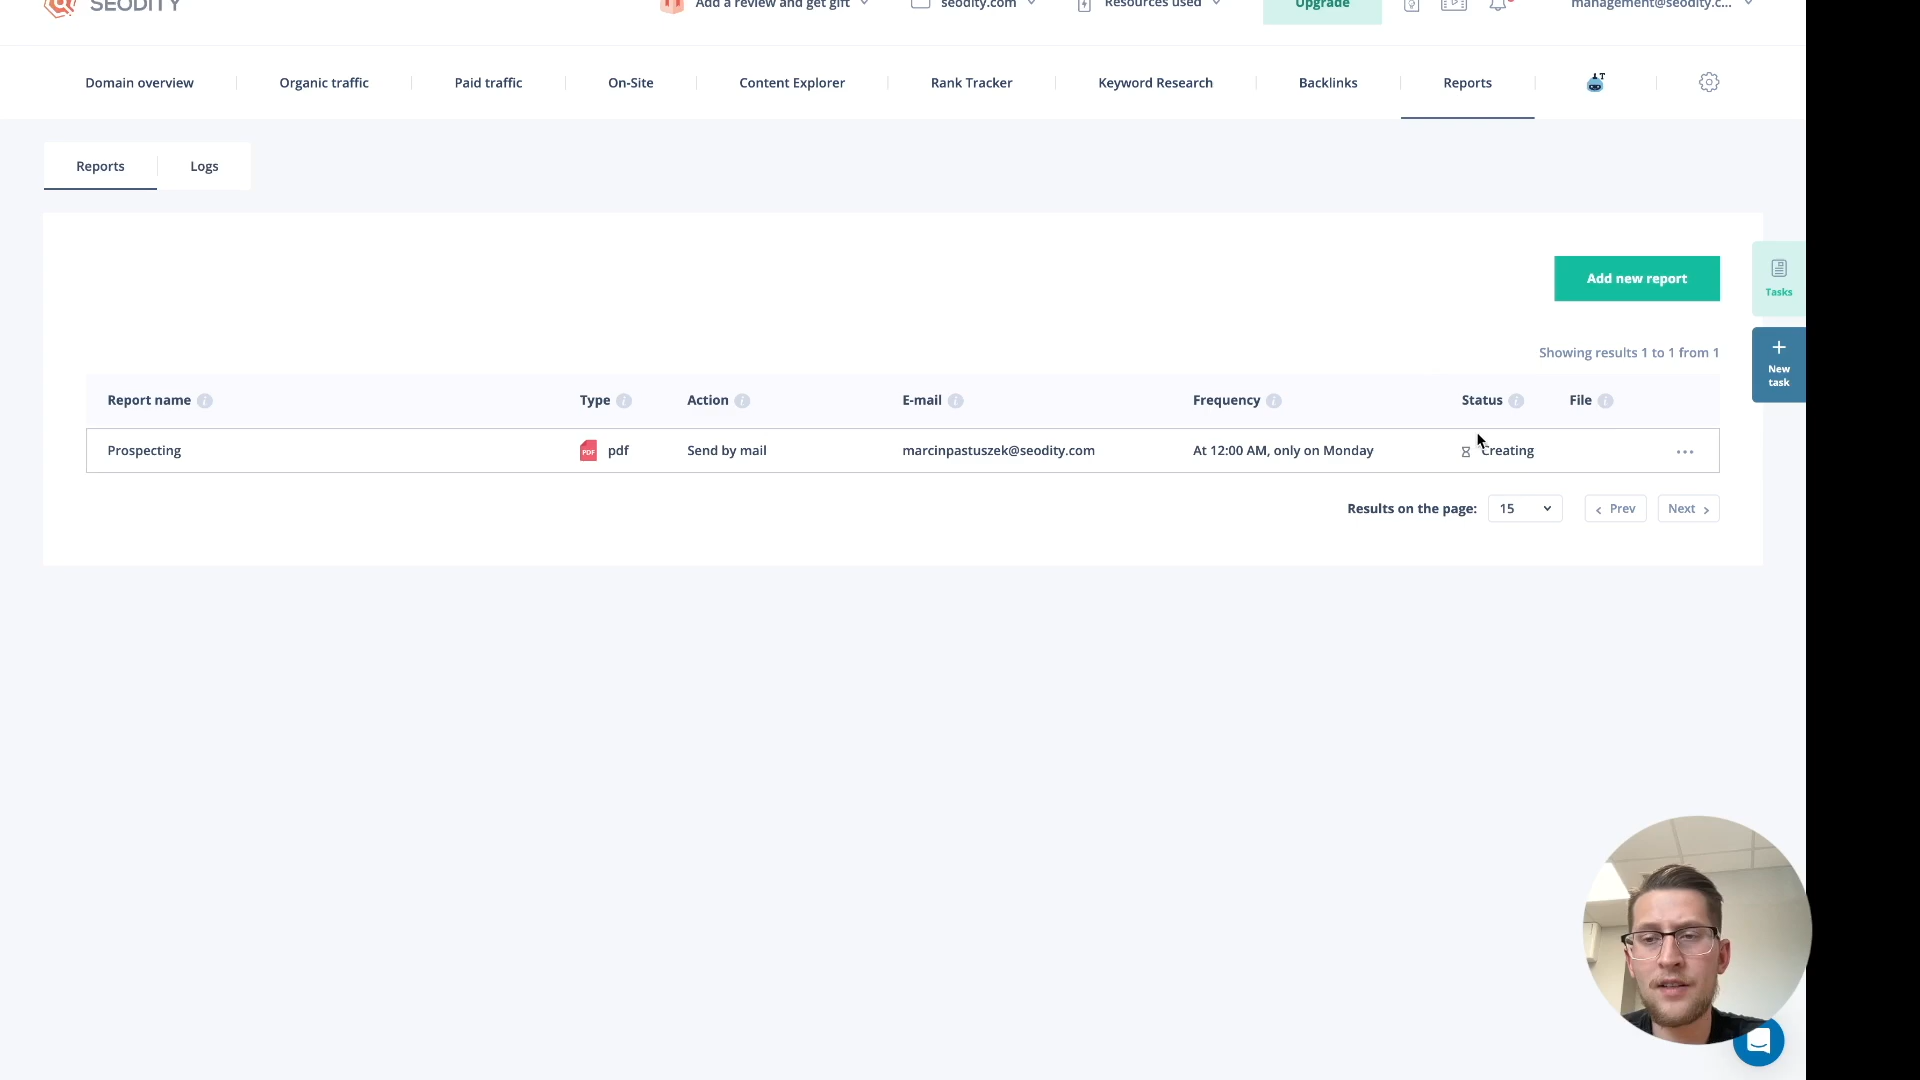 SEODITY
Add a review and get gift
seodity.com
Resources used
Upgrade
management@seodity.c...
Domain overview
Organic traffic
Paid traffic
On-Site
Content Explorer
Rank Tracker
Keyword Research
Backlinks
Reports
Reports
Logs
Add new report
Tasks
New
task
Showing results 1 to 1 from 1
Report name
Type
Action
E-mail
Frequency
Status
File
Prospecting
PDF
pdf
Send by mail
marcinpastuszek@seodity.com
At 12:00 AM, only on Monday
Creating
...
Results on the page:
15
Prev
Next